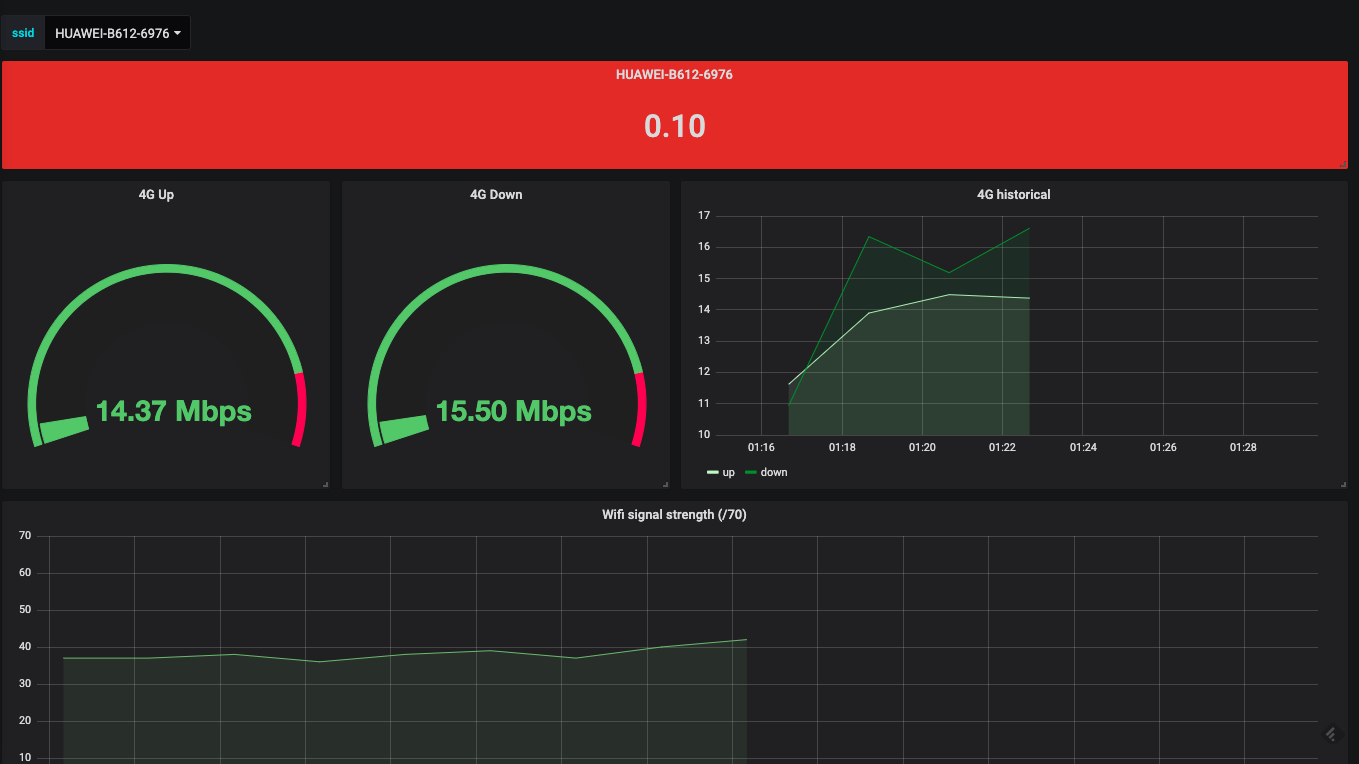 ssid HUAWEI-B612-6976
HUAWEI-B612-6976
0.10
4G Up
14.37 Mbps
4G Down
15.50 Mbps
4G historical
17
16
15
14
13
12
11
10
01:16 01:18 01:20 01:22 01:24 01:26 01:28
up down
Wifi signal strength (/70)
70
60
50
40
30
20
10